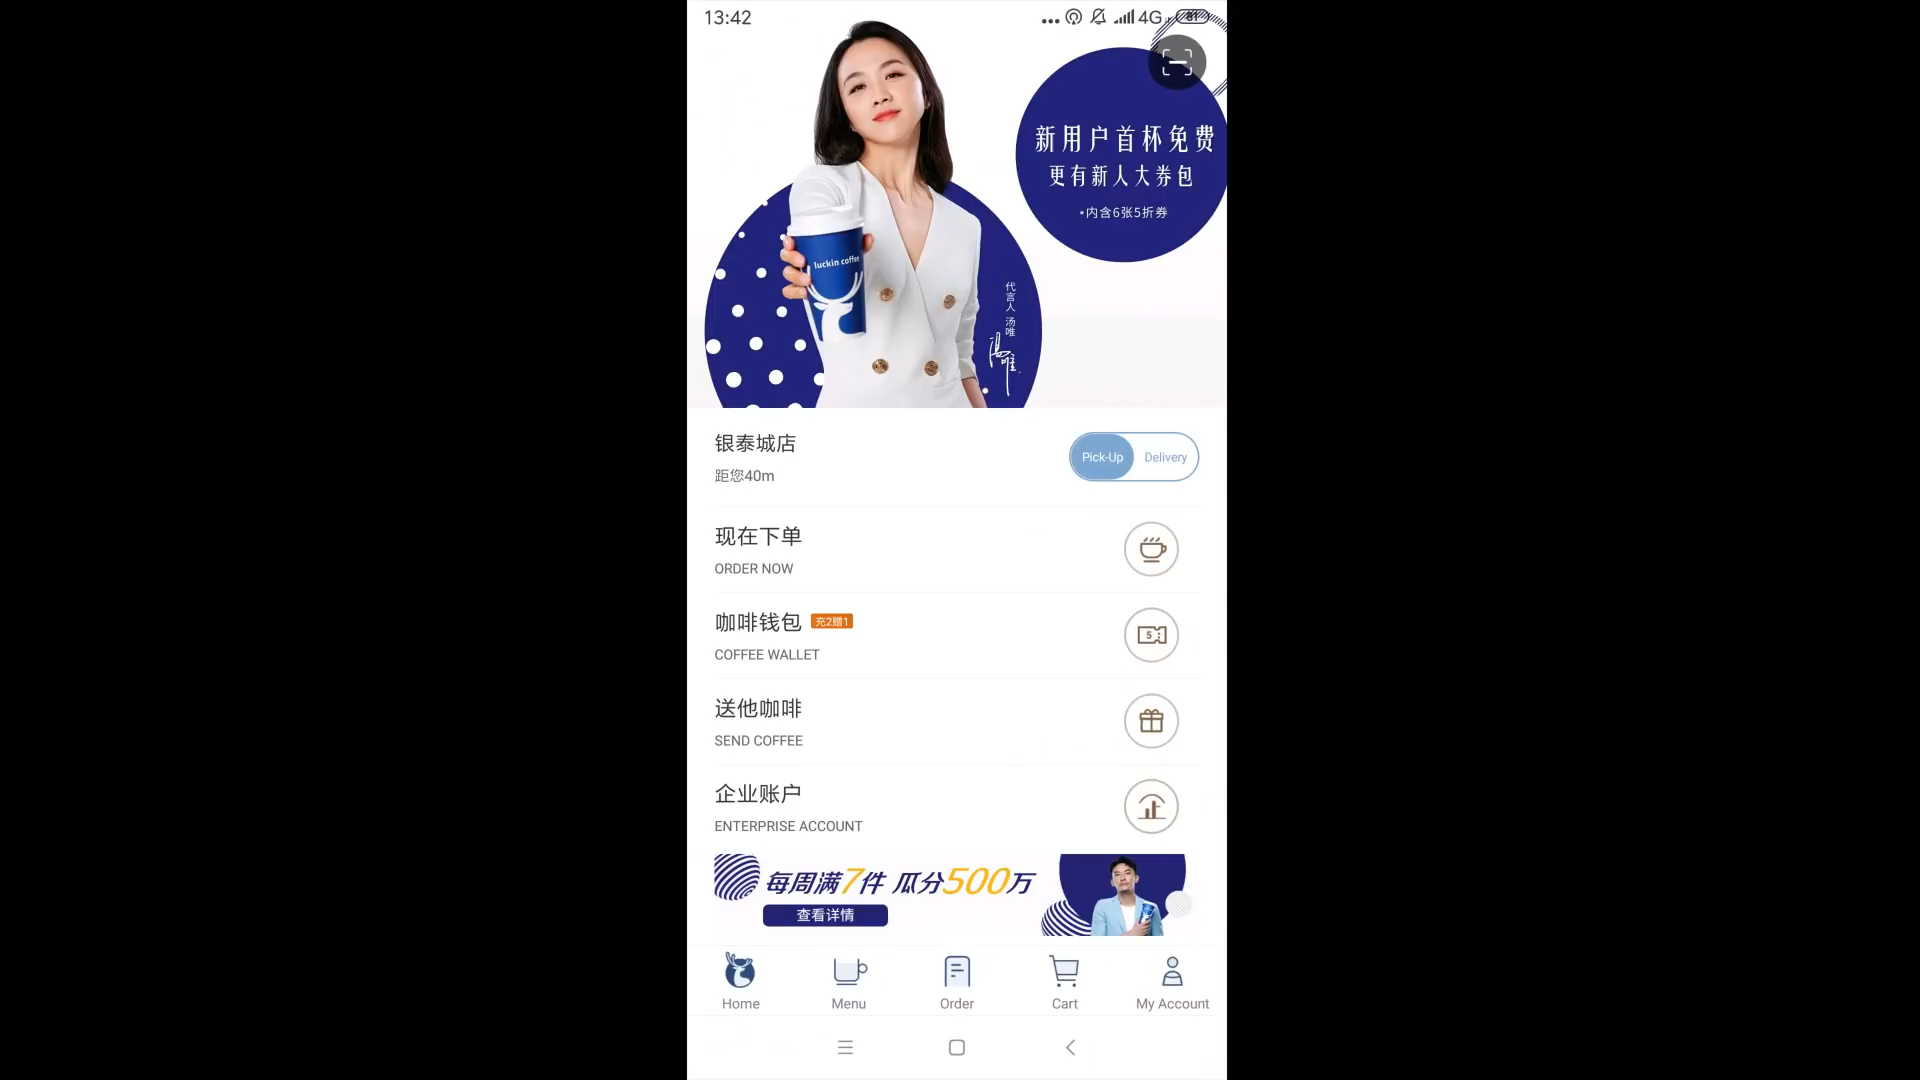 13:42
4G
81
新用户首杯免费
更有新人大券包
•内含6张5折券
luckin coffee
代言人 汤唯
汤唯
银泰城店
距您40m
Pick-Up
Delivery
现在下单
ORDER NOW
咖啡钱包
充2赠1
COFFEE WALLET
5
送他咖啡
SEND COFFEE
企业账户
ENTERPRISE ACCOUNT
每周满7件 瓜分500万
查看详情
Home
Menu
Order
Cart
My Account